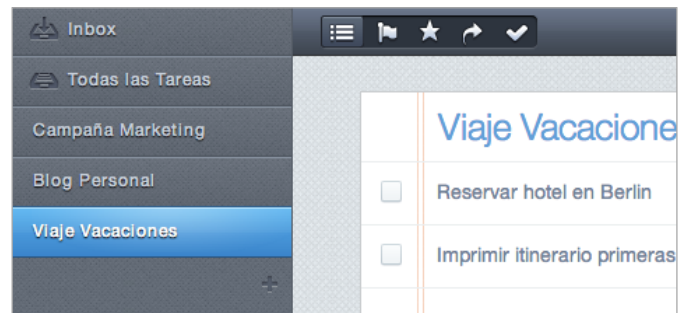 Inbox
Todas las Tareas
Campaña Marketing
Blog Personal
Viaje Vacaciones
Viaje Vacacione
Reservar hotel en Berlin
Imprimir itinerario primeras